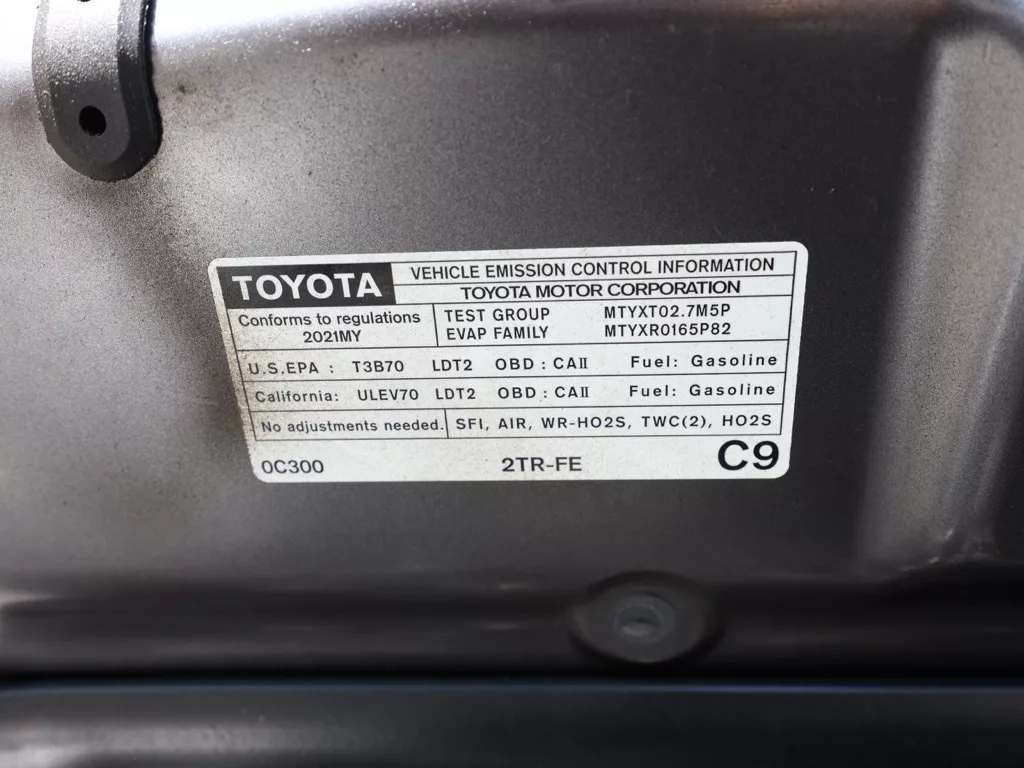 TOYOTA
VEHICLE EMISSION CONTROL INFORMATION
TOYOTA MOTOR CORPORATION
Conforms to regulations
2021MY
TEST GROUP MTYXT02.7M5P
EVAP FAMILY MTYXR0165P82
U.S.EPA : T3B70 LDT2 OBD : CAⅡ Fuel: Gasoline
California: ULEV70 LDT2 OBD : CAⅡ Fuel: Gasoline
No adjustments needed. SFI, AIR, WR-HO2S, TWC(2), HO2S
0C300 2TR-FE C9